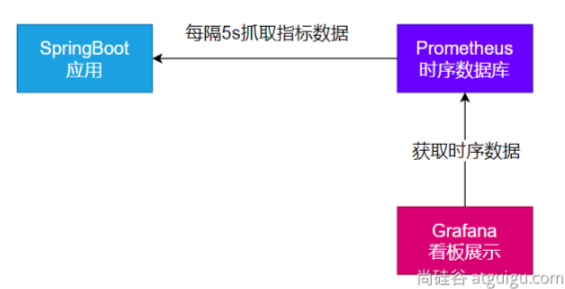 SpringBoot
应用
每隔5s抓取指标数据
Prometheus
时序数据库
获取时序数据
Grafana
看板展示
尚硅谷 atguigu.com